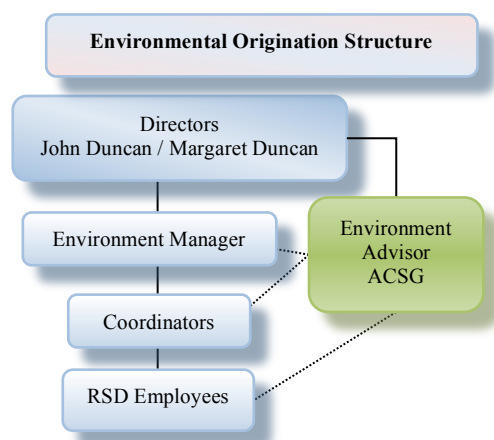 Environmental Origination Structure
Directors
John Duncan / Margaret Duncan
Environment Manager
Environment
Advisor
ACSG
Coordinators
RSD Employees